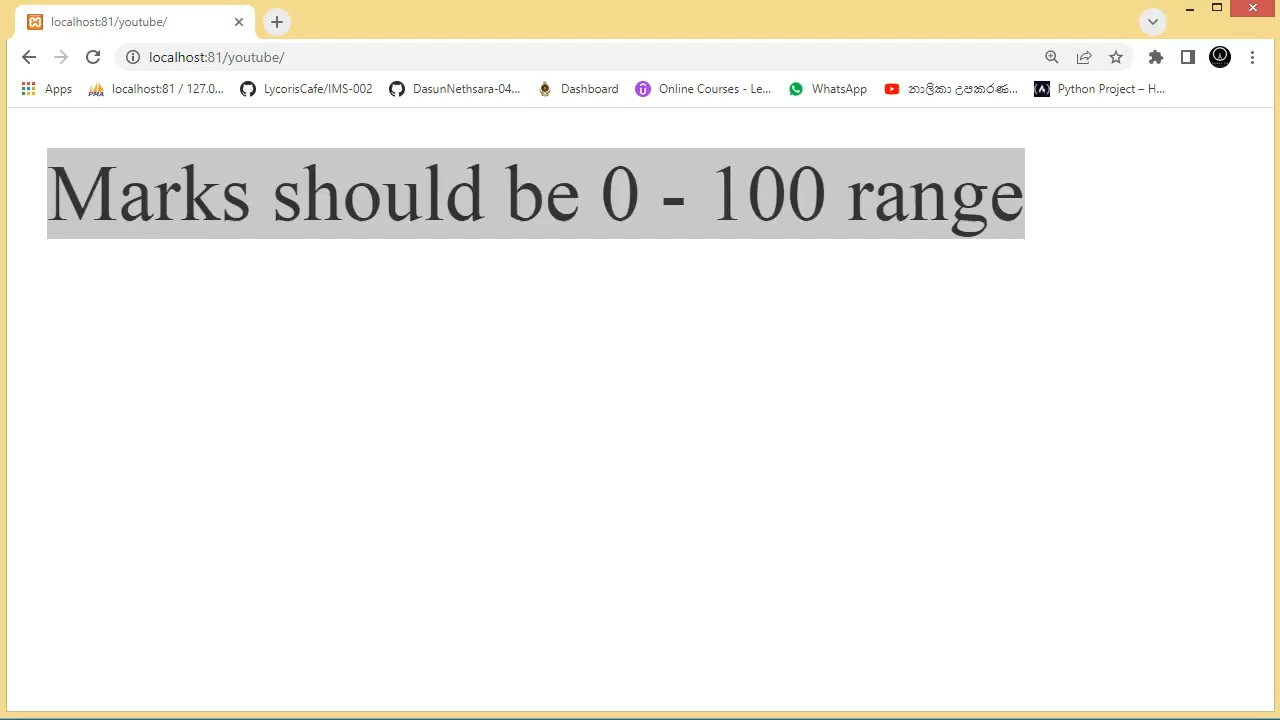 localhost:81/youtube/
localhost:81/youtube/
Apps
localhost:81 / 127.0...
LycorisCafe/IMS-002
DasunNethsara-04...
Dashboard
Online Courses - Le...
WhatsApp
නාලිකා උපකරණ...
Python Project – H...
Marks should be 0 - 100 range